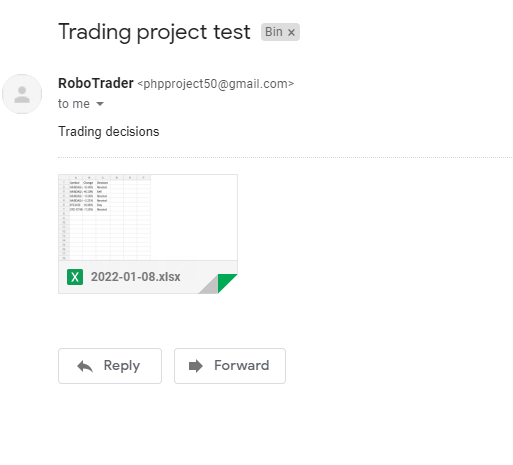 Trading project test Bin ×
RoboTrader <phpproject50@gmail.com>
to me
Trading decisions
X 2022-01-08.xlsx
Reply Forward